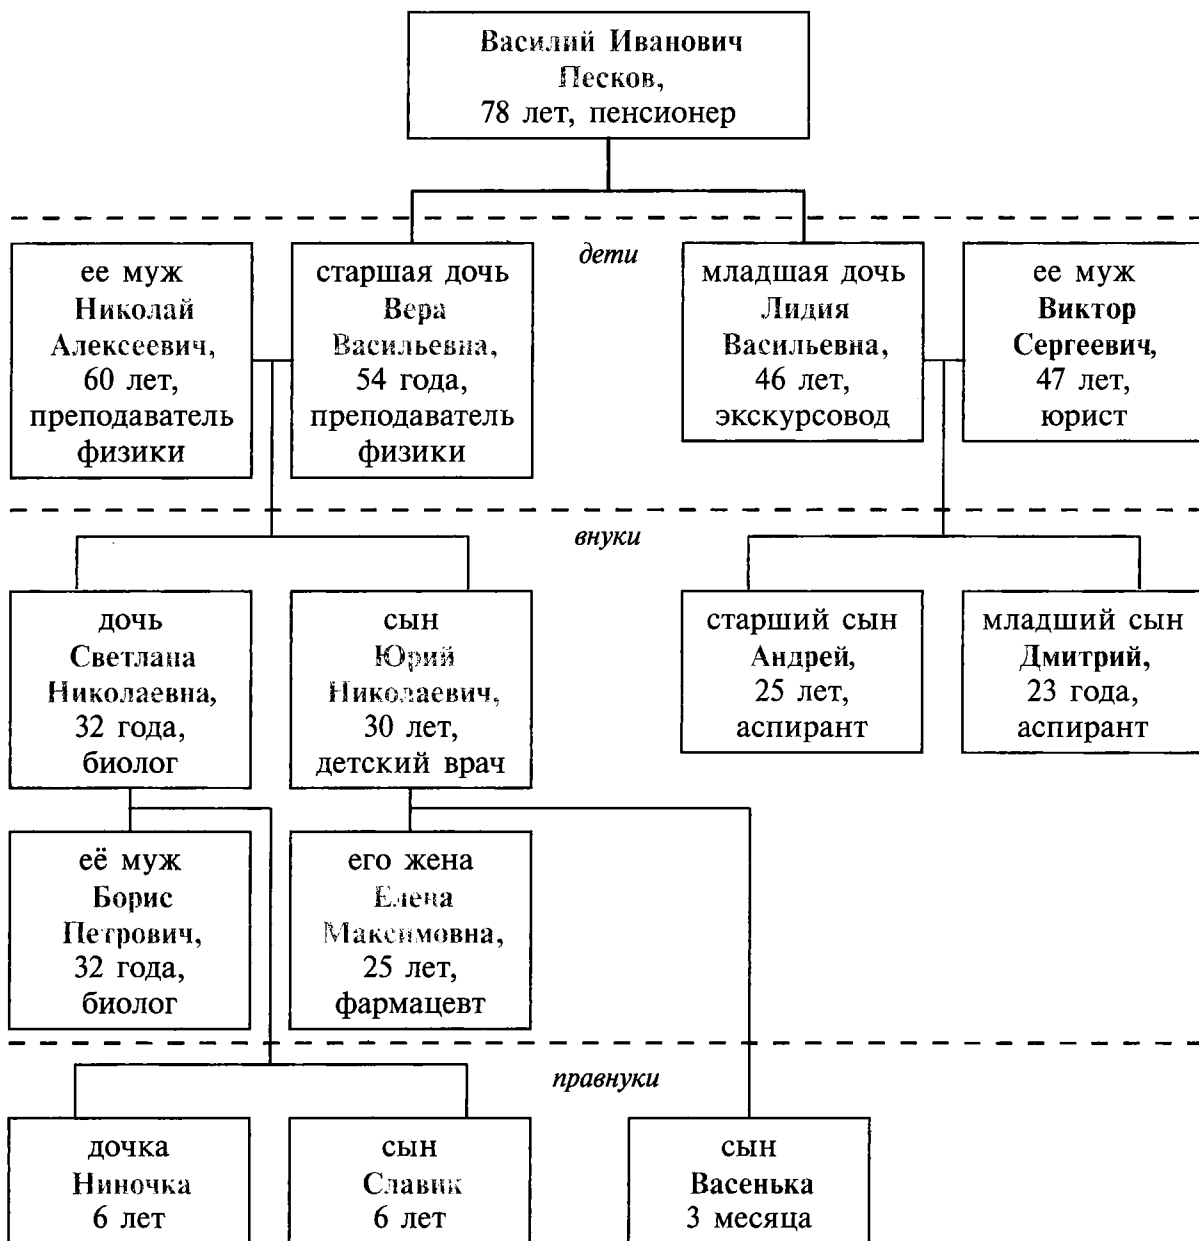 Василий Иванович
Песков,
78 лет, пенсионер
дети
ее муж
Николай
Алексеевич,
60 лет,
преподаватель
физики
старшая дочь
Вера
Васильевна,
54 года,
преподаватель
физики
младшая дочь
Лидия
Васильевна,
46 лет,
экскурсовод
ее муж
Виктор
Сергеевич,
47 лет,
юрист
внуки
дочь
Светлана
Николаевна,
32 года,
биолог
сын
Юрий
Николаевич,
30 лет,
детский врач
старший сын
Андрей,
25 лет,
аспирант
младший сын
Дмитрий,
23 года,
аспирант
её муж
Борис
Петрович,
32 года,
биолог
его жена
Елена
Максимовна,
25 лет,
фармацевт
правнуки
дочка
Ниночка
6 лет
сын
Славик
6 лет
сын
Васенька
3 месяца